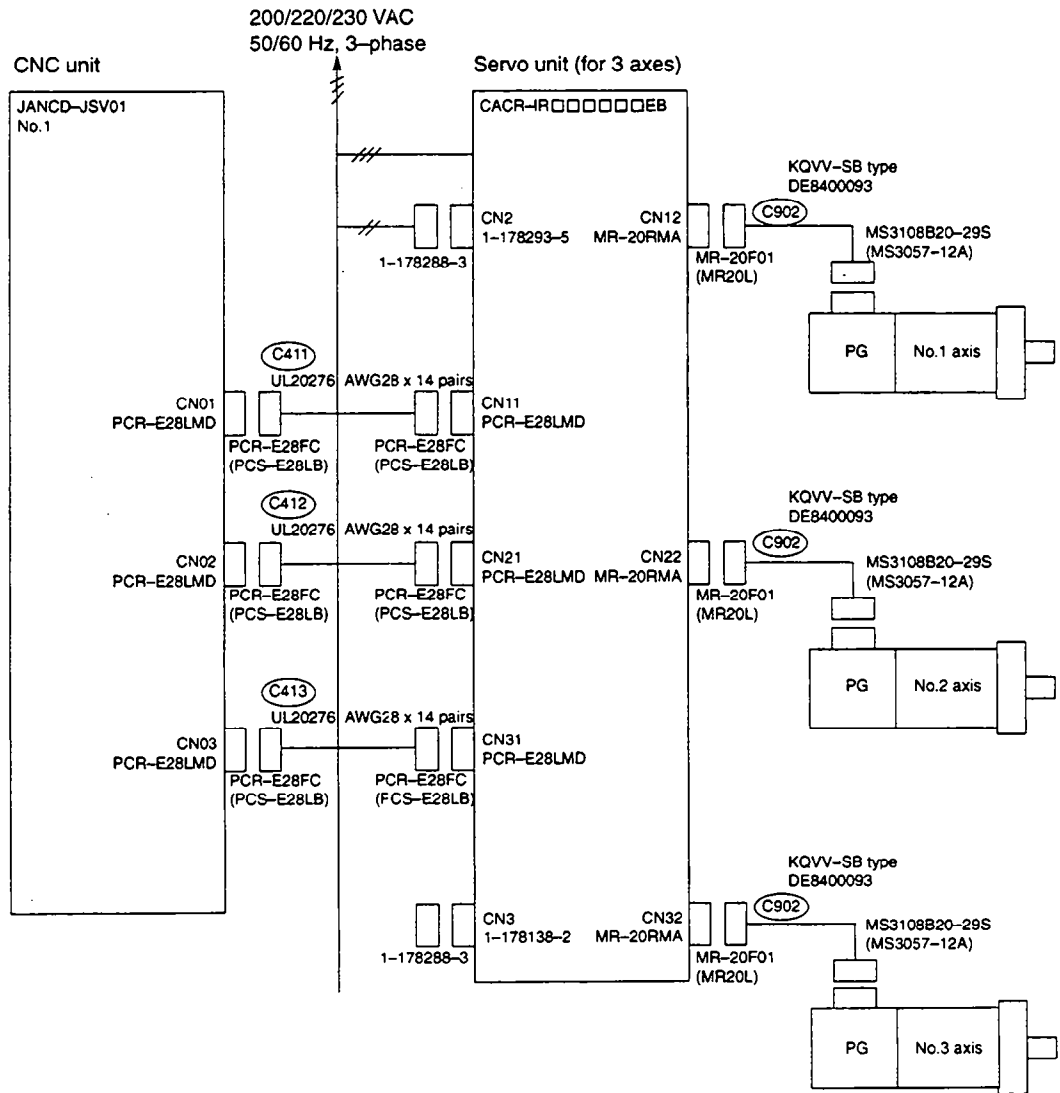 200/220/230 VAC
50/60 Hz, 3–phase
CNC unit
Servo unit (for 3 axes)
JANCD–JSV01
No.1
CACR–IR□□□□□□EB
KQVV–SB type
DE8400093
C902
CN2
1–178293–5
CN12
MR–20RMA
MS3108B20–29S
(MS3057–12A)
1–178288–3
MR–20F01
(MR20L)
PG
No.1 axis
C411
UL20276 AWG28 x 14 pairs
CN01
PCR–E28LMD
CN11
PCR–E28LMD
PCR–E28FC
(PCS–E28LB)
PCR–E28FC
(PCS–E28LB)
C412
UL20276 AWG28 x 14 pairs
KQVV–SB type
DE8400093
C902
CN02
PCR–E28LMD
CN21
PCR–E28LMD
CN22
MR–20RMA
MS3108B20–29S
(MS3057–12A)
PCR–E28FC
(PCS–E28LB)
PCR–E28FC
(PCS–E28LB)
MR–20F01
(MR20L)
PG
No.2 axis
C413
UL20276 AWG28 x 14 pairs
CN03
PCR–E28LMD
CN31
PCR–E28LMD
PCR–E28FC
(PCS–E28LB)
PCR–E28FC
(FCS–E28LB)
KQVV–SB type
DE8400093
C902
CN3
1–178138–2
CN32
MR–20RMA
MS3108B20–29S
(MS3057–12A)
1–178288–3
MR–20F01
(MR20L)
PG
No.3 axis